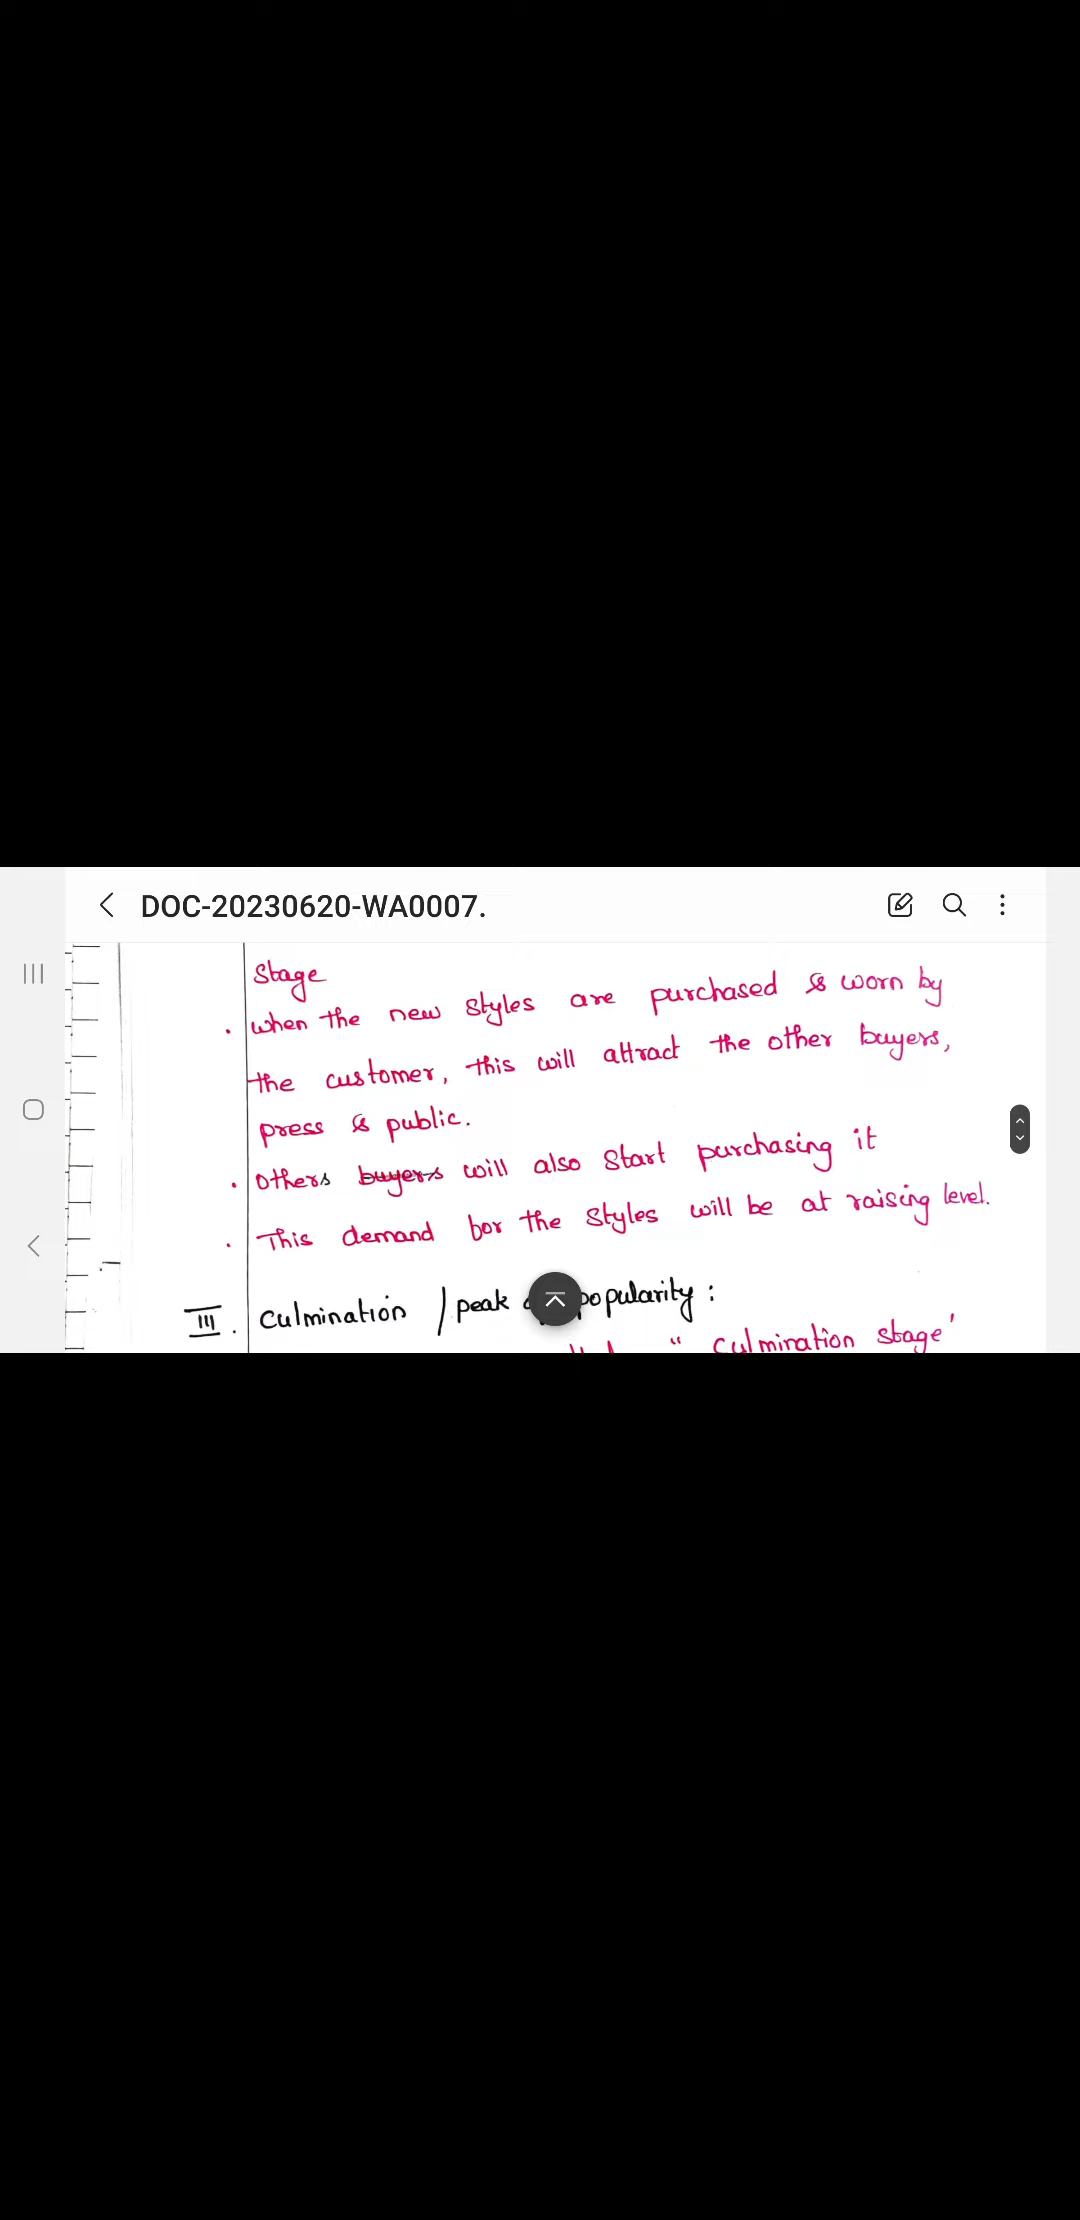 DOC-20230620-WA0007.
Stage
. when the new styles are purchased & worn by
the customer, this will attract the other buyers,
press & public.
. Others buyers will also start purchasing it
. This demand for the styles will be at raising level.
III. Culmination / peak popularity :
" culmination stage'